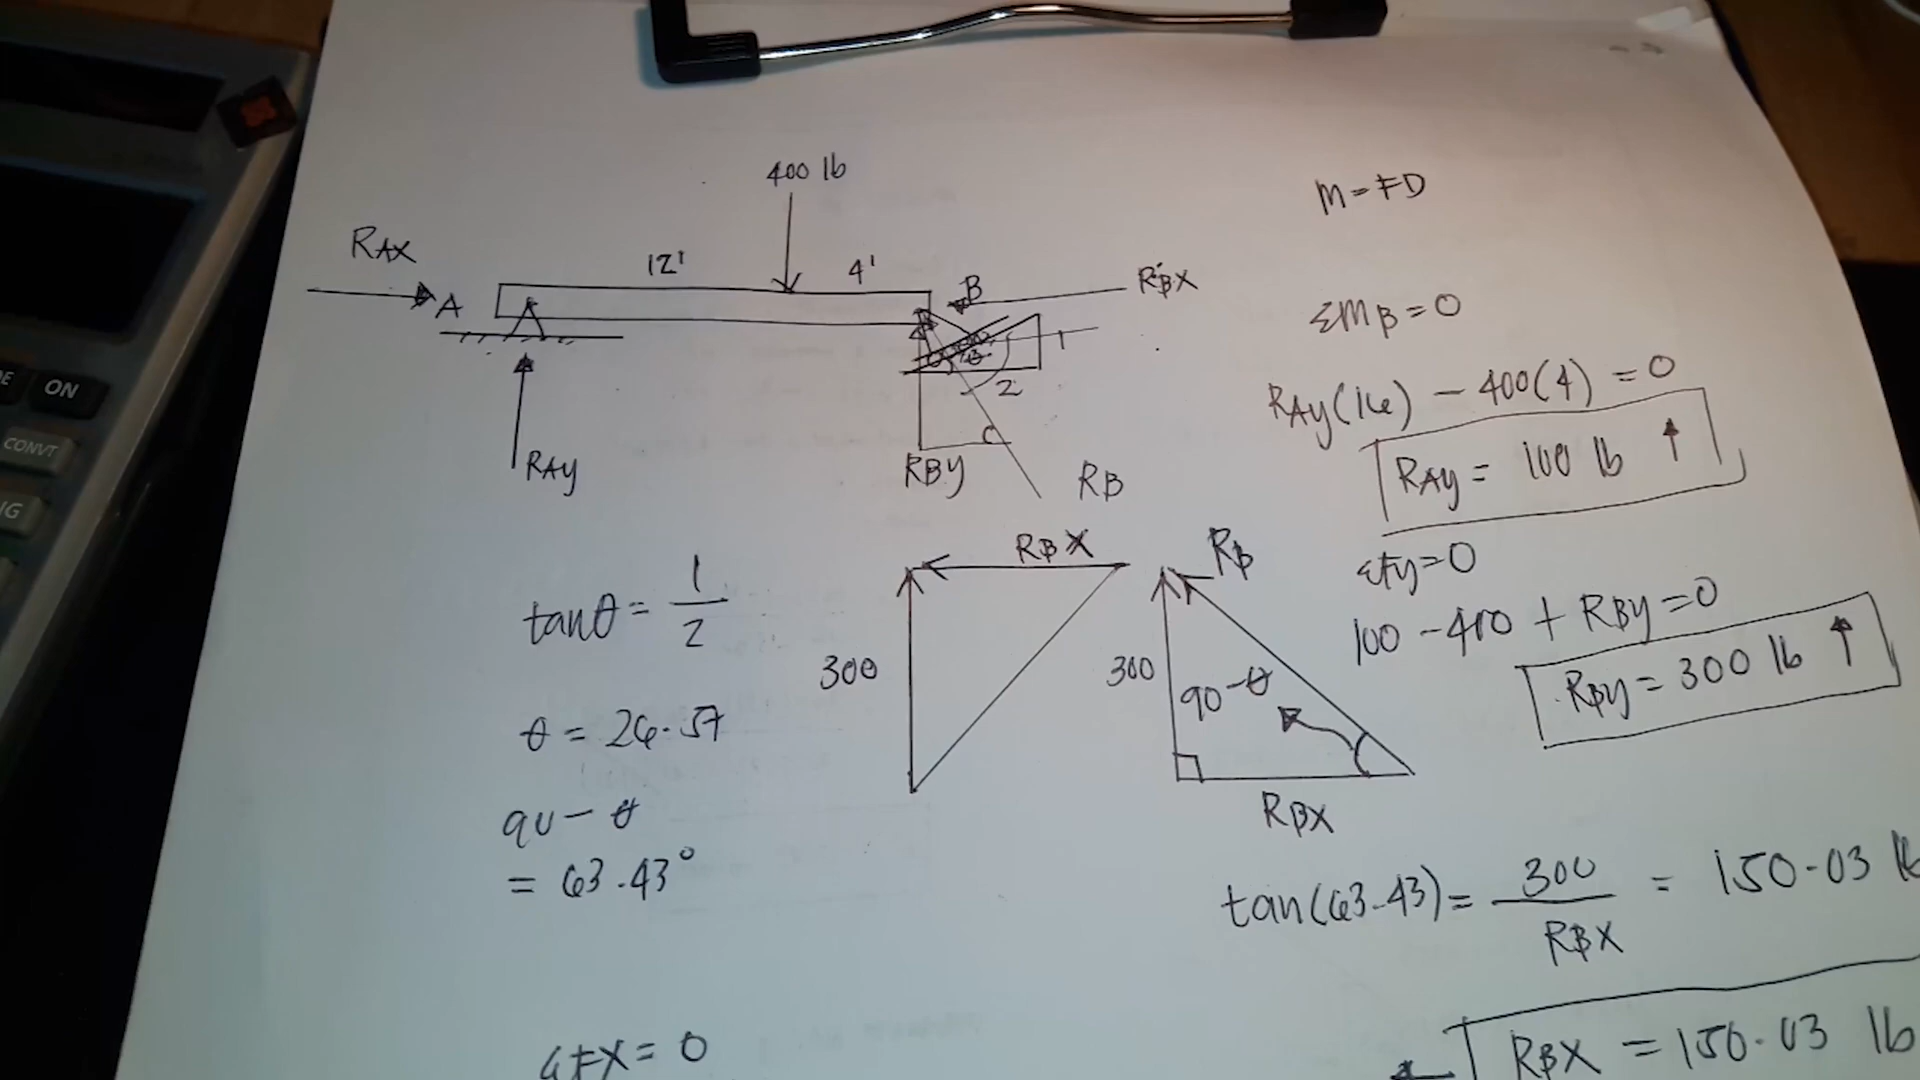 400 lb
M = FD
RAX
12'
4'
B
RBX
A
ΣMB = 0
θ
1
2
RAY(16) - 400(4) = 0
RAY
RBY
RB
RAY = 100 lb ↑
ΣFy = 0
100 - 400 + RBY = 0
RBY = 300 lb ↑
tanθ = 1/2
θ = 26.57
90 - θ
= 63.43°
RBX
300
RB
300
90 - θ
RBX
tan(63.43) = 300/RBX = 150.03 lb
RBX = 150.03 lb
ΣFX = 0
ON
CONVT